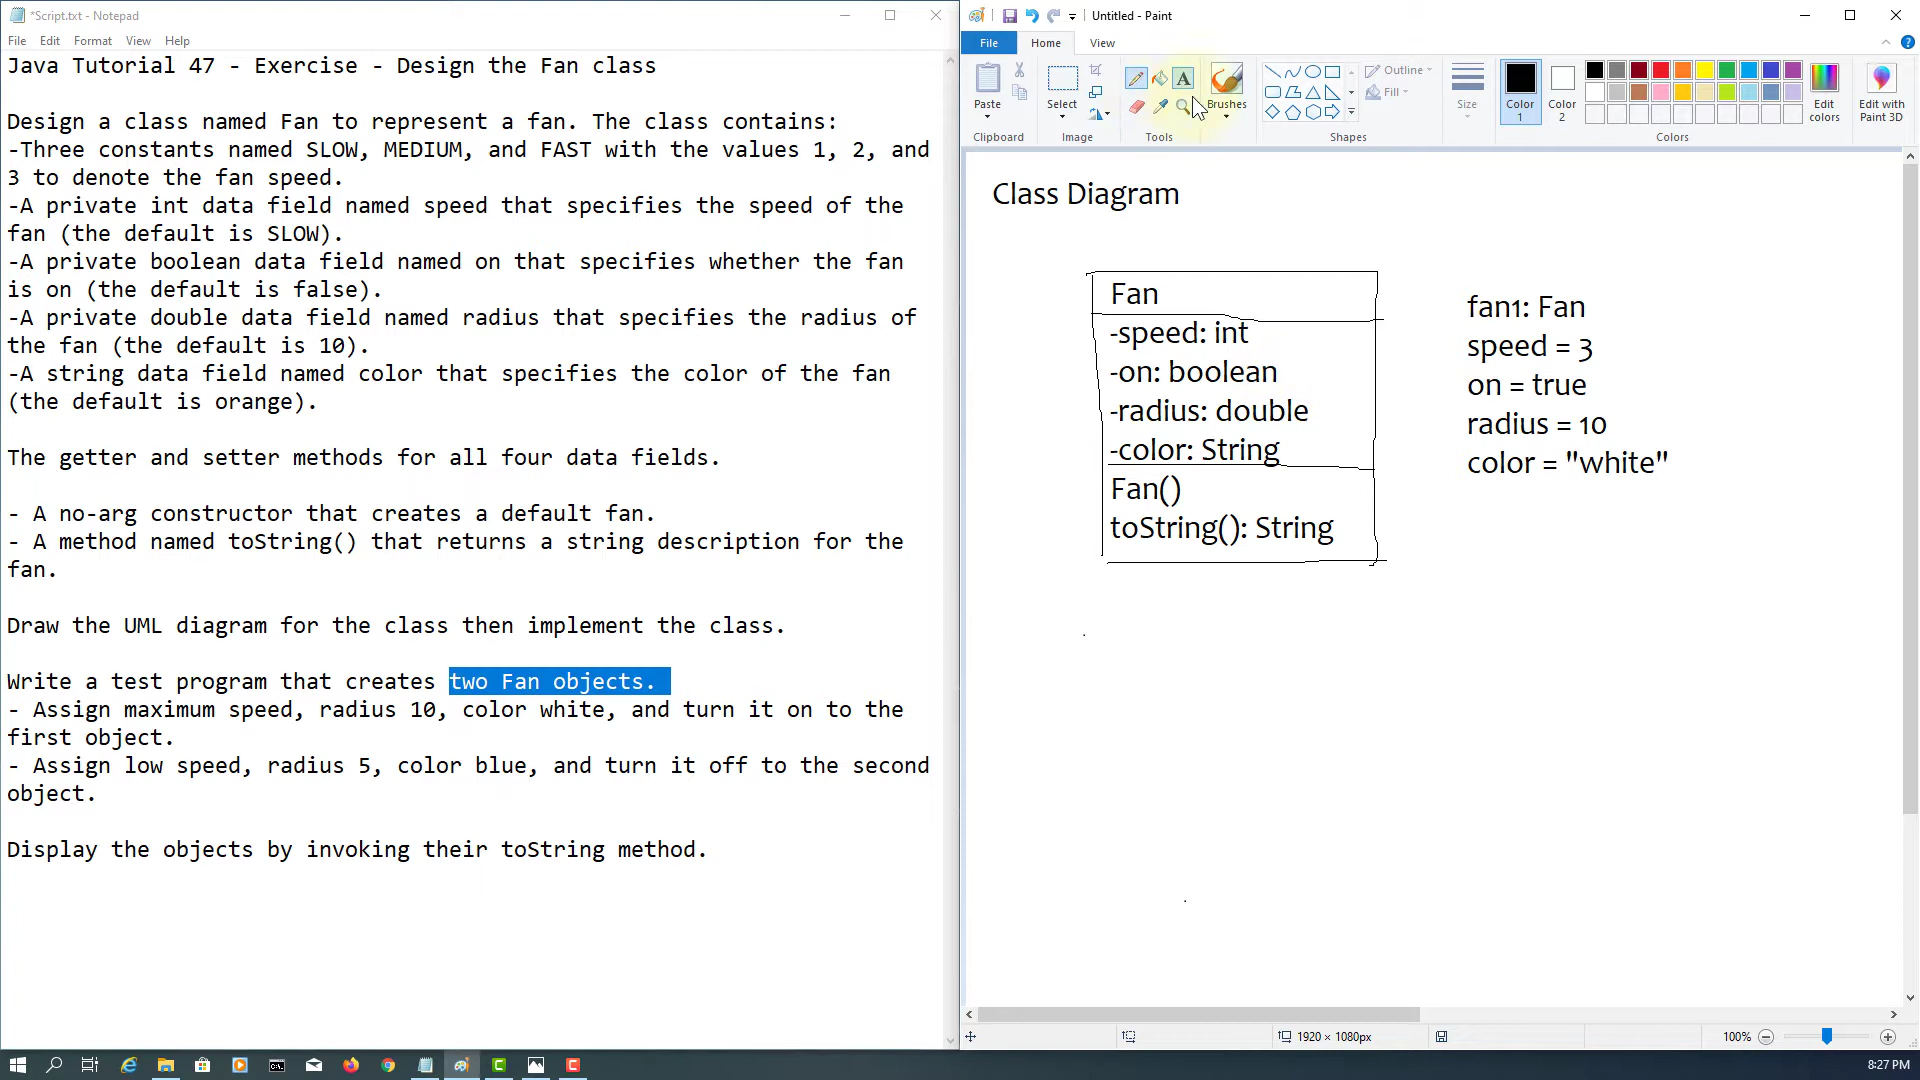 *Script.txt - Notepad
File Edit Format View Help
Java Tutorial 47 - Exercise - Design the Fan class
Design a class named Fan to represent a fan. The class contains:
-Three constants named SLOW, MEDIUM, and FAST with the values 1, 2, and
3 to denote the fan speed.
-A private int data field named speed that specifies the speed of the
fan (the default is SLOW).
-A private boolean data field named on that specifies whether the fan
is on (the default is false).
-A private double data field named radius that specifies the radius of
the fan (the default is 10).
-A string data field named color that specifies the color of the fan
(the default is orange).
The getter and setter methods for all four data fields.
- A no-arg constructor that creates a default fan.
- A method named toString() that returns a string description for the
fan.
Draw the UML diagram for the class then implement the class.
Write a test program that creates two Fan objects.
- Assign maximum speed, radius 10, color white, and turn it on to the
first object.
- Assign low speed, radius 5, color blue, and turn it off to the second
object.
Display the objects by invoking their toString method.
Untitled - Paint
File Home View
Paste
Clipboard
Select
Image
A
Tools
Brushes
Outline
Fill
Shapes
Size
Color
1
Color
2
Edit
colors
Colors
Edit with
Paint 3D
Class Diagram
Fan
-speed: int
-on: boolean
-radius: double
-color: String
Fan()
toString(): String
fan1: Fan
speed = 3
on = true
radius = 10
color = "white"
1920 × 1080px
100%
8:27 PM